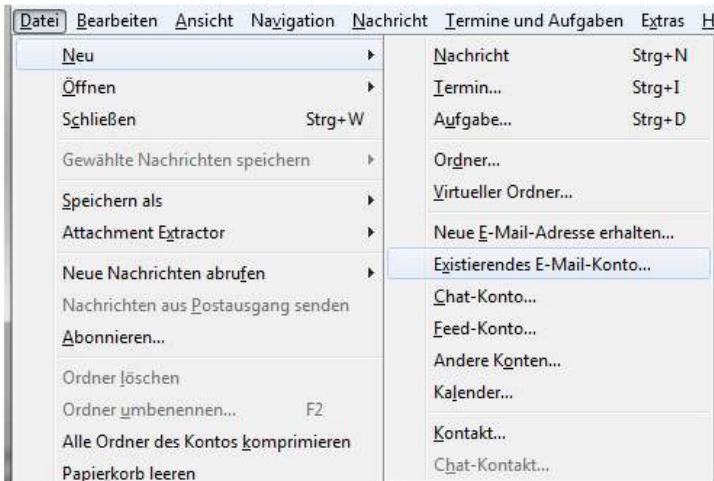 Datei Bearbeiten Ansicht Navigation Nachricht Termine und Aufgaben Extras H
Neu
Öffnen
Schließen Strg+W
Gewählte Nachrichten speichern
Speichern als
Attachment Extractor
Neue Nachrichten abrufen
Nachrichten aus Postausgang senden
Abonnieren...
Ordner löschen
Ordner umbenennen... F2
Alle Ordner des Kontos komprimieren
Papierkorb leeren
Nachricht Strg+N
Termin... Strg+I
Aufgabe... Strg+D
Ordner...
Virtueller Ordner...
Neue E-Mail-Adresse erhalten...
Existierendes E-Mail-Konto...
Chat-Konto...
Feed-Konto...
Andere Konten...
Kalender...
Kontakt...
Chat-Kontakt...